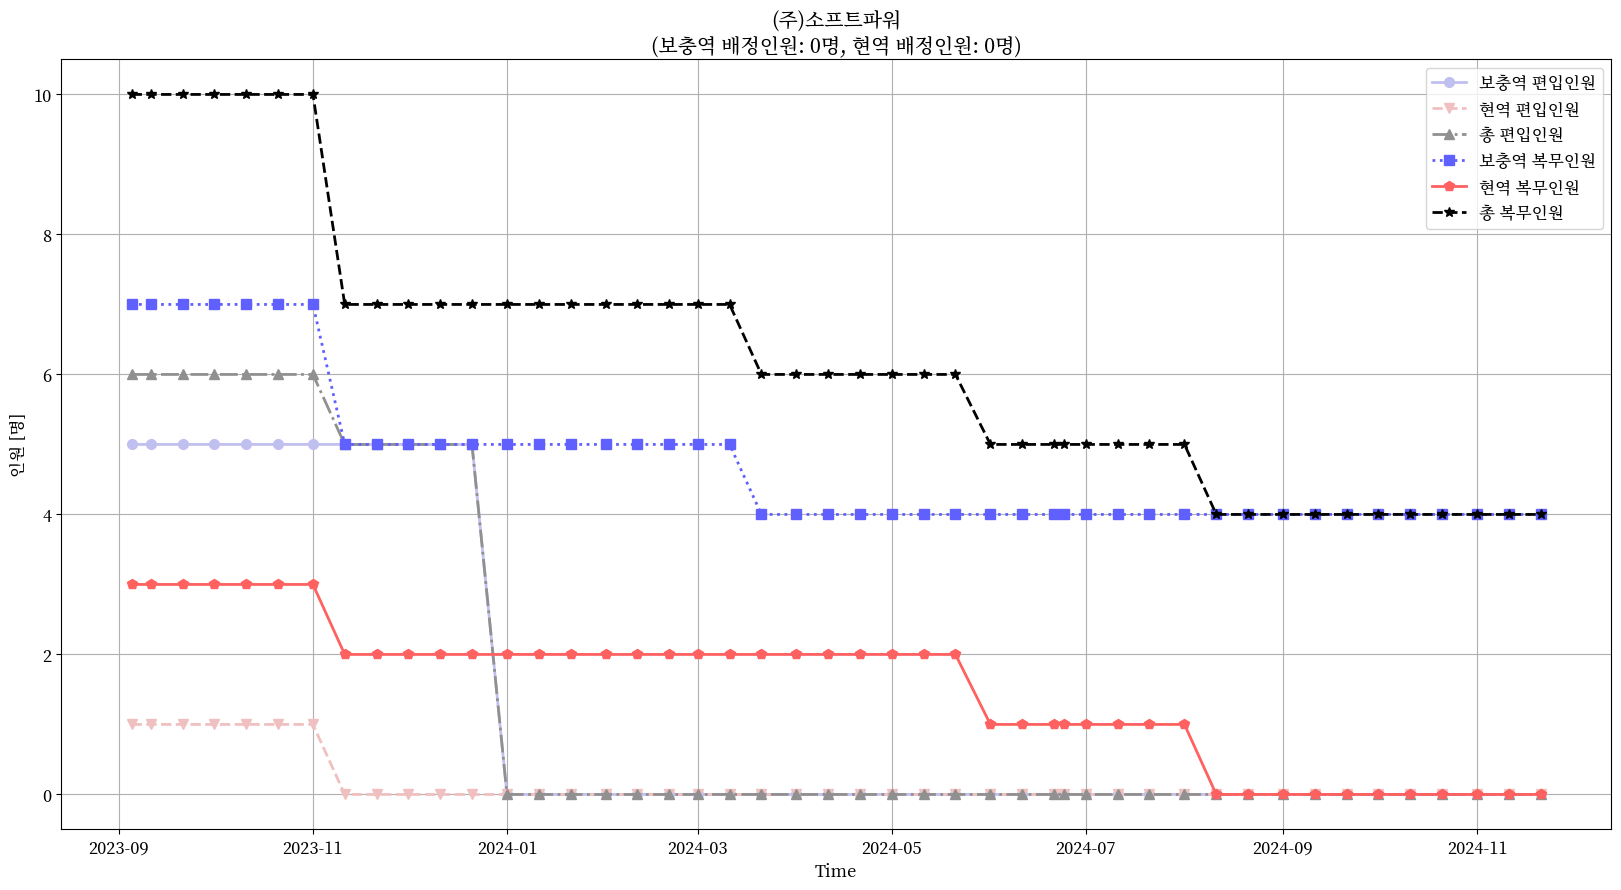 (주)소프트파워
(보충역 배정인원: 0명, 현역 배정인원: 0명)
보충역 편입인원
현역 편입인원
총 편입인원
보충역 복무인원
현역 복무인원
총 복무인원
인원 [명]
10
8
6
4
2
0
2023-09
2023-11
2024-01
2024-03
2024-05
2024-07
2024-09
2024-11
Time